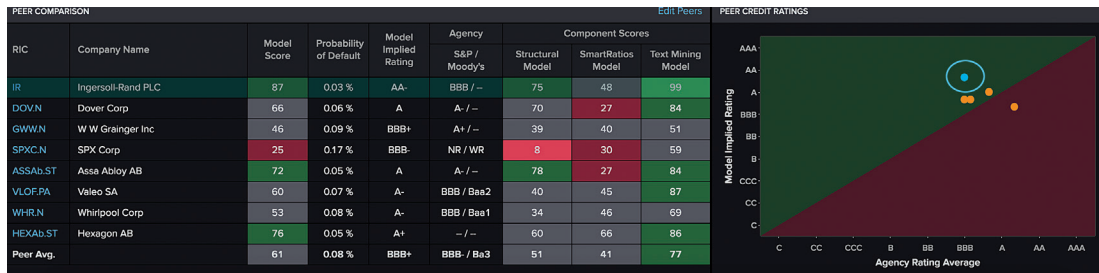 PEER COMPARISON Edit Peers
RIC Company Name Model Score Probability of Default Model Implied Rating Agency S&P / Moody's Component Scores Structural Model SmartRatios Model Text Mining Model
IR Ingersoll-Rand PLC 87 0.03 % AA- BBB / -- 75 48 99
DOV.N Dover Corp 66 0.06 % A A- / -- 70 27 84
GWW.N W W Grainger Inc 46 0.09 % BBB+ A+ / -- 39 40 51
SPXC.N SPX Corp 25 0.17 % BBB- NR / WR 8 30 59
ASSAb.ST Assa Abloy AB 72 0.05 % A A- / -- 78 27 84
VLOF.PA Valeo SA 60 0.07 % A- BBB / Baa2 40 45 87
WHR.N Whirlpool Corp 53 0.08 % A- BBB / Baa1 34 46 69
HEXAb.ST Hexagon AB 76 0.05 % A+ -- / -- 60 66 86
Peer Avg. 61 0.08 % BBB+ BBB- / Ba3 51 41 77
PEER CREDIT RATINGS
Model Implied Rating
AAA
AA
A
BBB
BB
B
CCC
CC
C
C CC CCC B BB BBB A AA AAA
Agency Rating Average